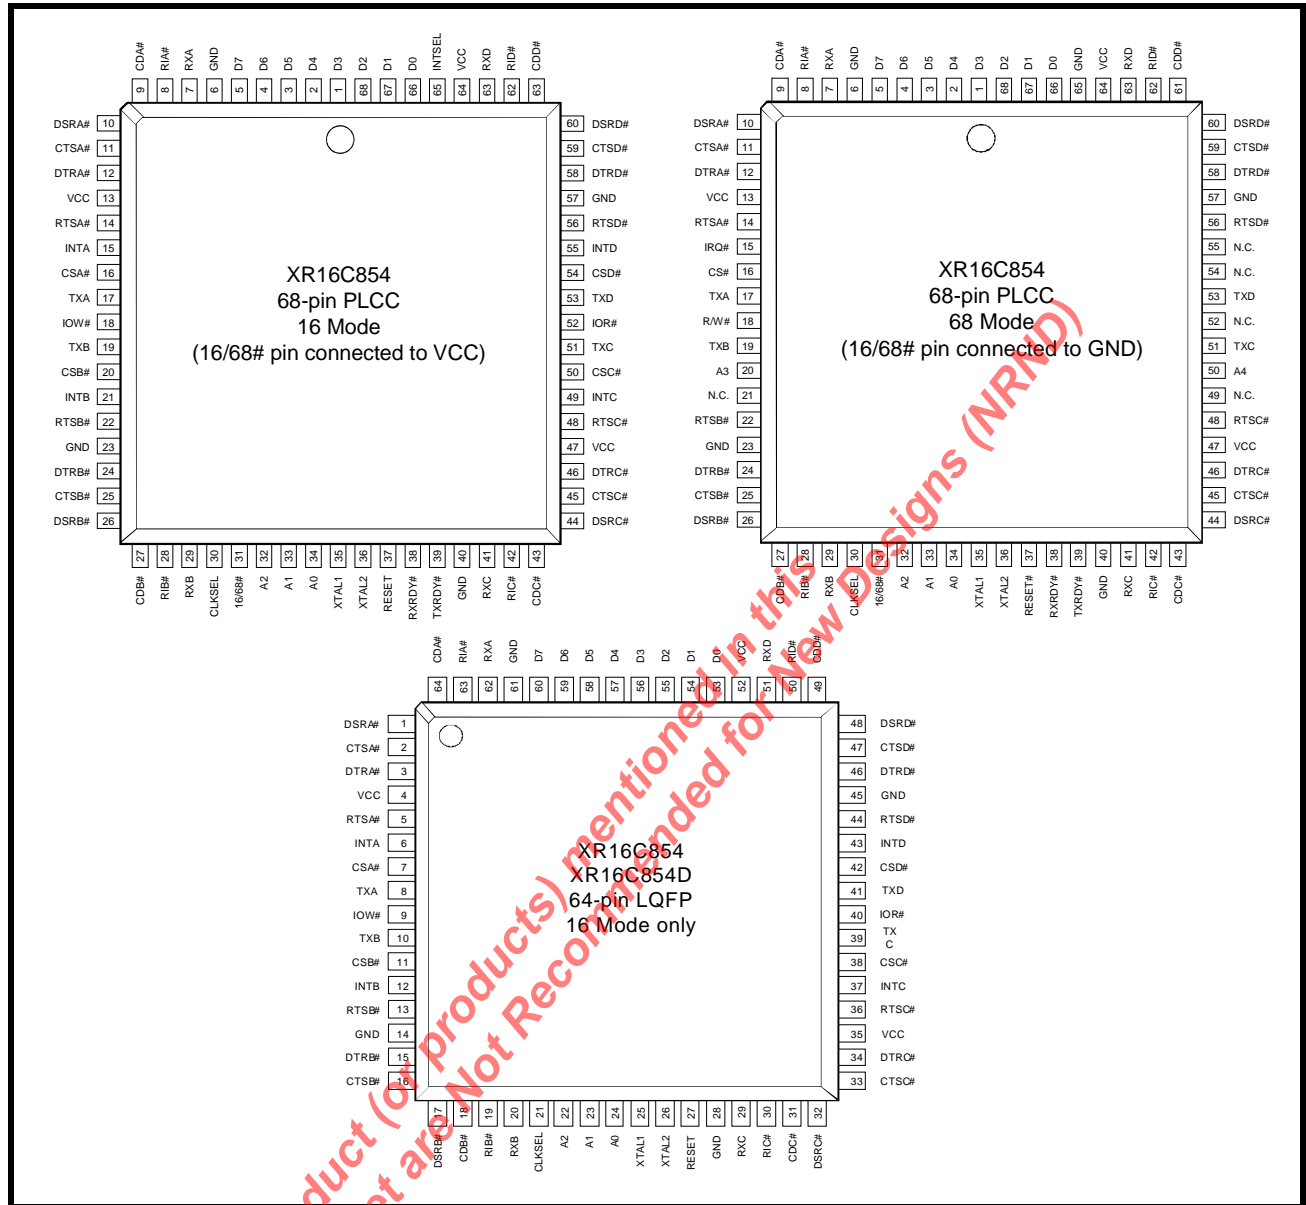 CDA# RIA# RXA GND D7 D6 D5 D4 D3 D2 D1 D0 INTSEL VCC RXD RID# CDD#
9 8 7 6 5 4 3 2 1 68 67 66 65 64 63 62 63
DSRA# 10 60 DSRD#
CTSA# 11 59 CTSD#
DTRA# 12 58 DTRD#
VCC 13 57 GND
RTSA# 14 56 RTSD#
INTA 15 55 INTD
CSA# 16 54 CSD#
TXA 17 53 TXD
IOW# 18 52 IOR#
TXB 19 51 TXC
CSB# 20 50 CSC#
INTB 21 49 INTC
RTSB# 22 48 RTSC#
GND 23 47 VCC
DTRB# 24 46 DTRC#
CTSB# 25 45 CTSC#
DSRB# 26 44 DSRC#
XR16C854
68-pin PLCC
16 Mode
(16/68# pin connected to VCC)
27 28 29 30 31 32 33 34 35 36 37 38 39 40 41 42 43
CDB# RIB# RXB CLKSEL 16/68# A2 A1 A0 XTAL1 XTAL2 RESET RXRDY# TXRDY# GND RXC RIC# CDC#
CDA# RIA# RXA GND D7 D6 D5 D4 D3 D2 D1 D0 GND VCC RXD RID# CDD#
9 8 7 6 5 4 3 2 1 68 67 66 65 64 63 62 61
DSRA# 10 60 DSRD#
CTSA# 11 59 CTSD#
DTRA# 12 58 DTRD#
VCC 13 57 GND
RTSA# 14 56 RTSD#
IRQ# 15 55 N.C.
CS# 16 54 N.C.
TXA 17 53 TXD
R/W# 18 52 N.C.
TXB 19 51 TXC
A3 20 50 A4
N.C. 21 49 N.C.
RTSB# 22 48 RTSC#
GND 23 47 VCC
DTRB# 24 46 DTRC#
CTSB# 25 45 CTSC#
DSRB# 26 44 DSRC#
XR16C854
68-pin PLCC
68 Mode
(16/68# pin connected to GND)
27 28 29 30 31 32 33 34 35 36 37 38 39 40 41 42 43
CDB# RIB# RXB CLKSEL 16/68# A2 A1 A0 XTAL1 XTAL2 RESET# RXRDY# TXRDY# GND RXC RIC# CDC#
CDA# RIA# RXA GND D7 D6 D5 D4 D3 D2 D1 D0 VCC RXD RID# CDD#
64 63 62 61 60 59 58 57 56 55 54 53 52 51 50 49
DSRA# 1 48 DSRD#
CTSA# 2 47 CTSD#
DTRA# 3 46 DTRD#
VCC 4 45 GND
RTSA# 5 44 RTSD#
INTA 6 43 INTD
CSA# 7 42 CSD#
TXA 8 41 TXD
IOW# 9 40 IOR#
TXB 10 39 TX
C
CSB# 11 38 CSC#
INTB 12 37 INTC
RTSB# 13 36 RTSC#
GND 14 35 VCC
DTRB# 15 34 DTRC#
CTSB# 16 33 CTSC#
XR16C854
XR16C854D
64-pin LQFP
16 Mode only
17 18 19 20 21 22 23 24 25 26 27 28 29 30 31 32
DSRB# CDB# RIB# RXB CLKSEL A2 A1 A0 XTAL1 XTAL2 RESET GND RXC RIC# CDC# DSRC#
duct (or products) mentioned in this
et are Not Recommended for New Designs (NRND)